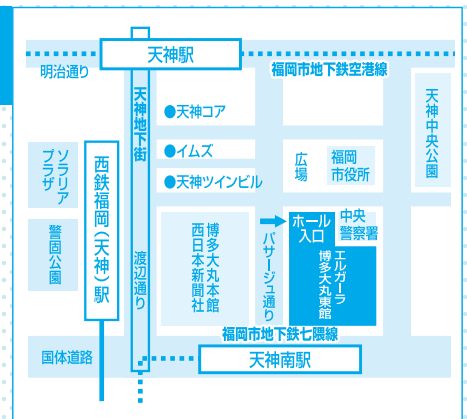 天神駅
明治通り
福岡市地下鉄空港線
天神地下街
●天神コア
●イムズ
●天神ツインビル
広場
福岡
市役所
天神中央公園
ソラリア
プラザ
西鉄福岡（天神）駅
警固公園
渡辺通り
博多大丸本館
西日本新聞社
パサージュ通り
ホール
入口
中央
警察署
エルガーラ
博多大丸東館
福岡市地下鉄七隈線
国体道路
天神南駅